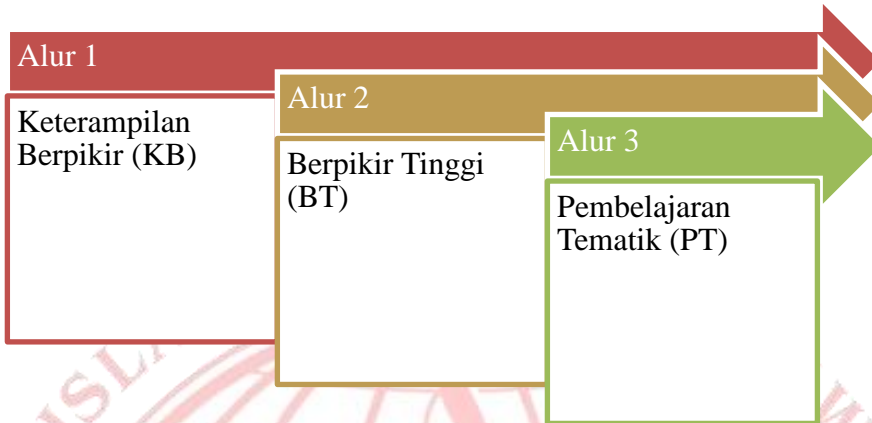 Alur 1
Keterampilan
Berpikir (KB)
Alur 2
Berpikir Tinggi
(BT)
Alur 3
Pembelajaran
Tematik (PT)